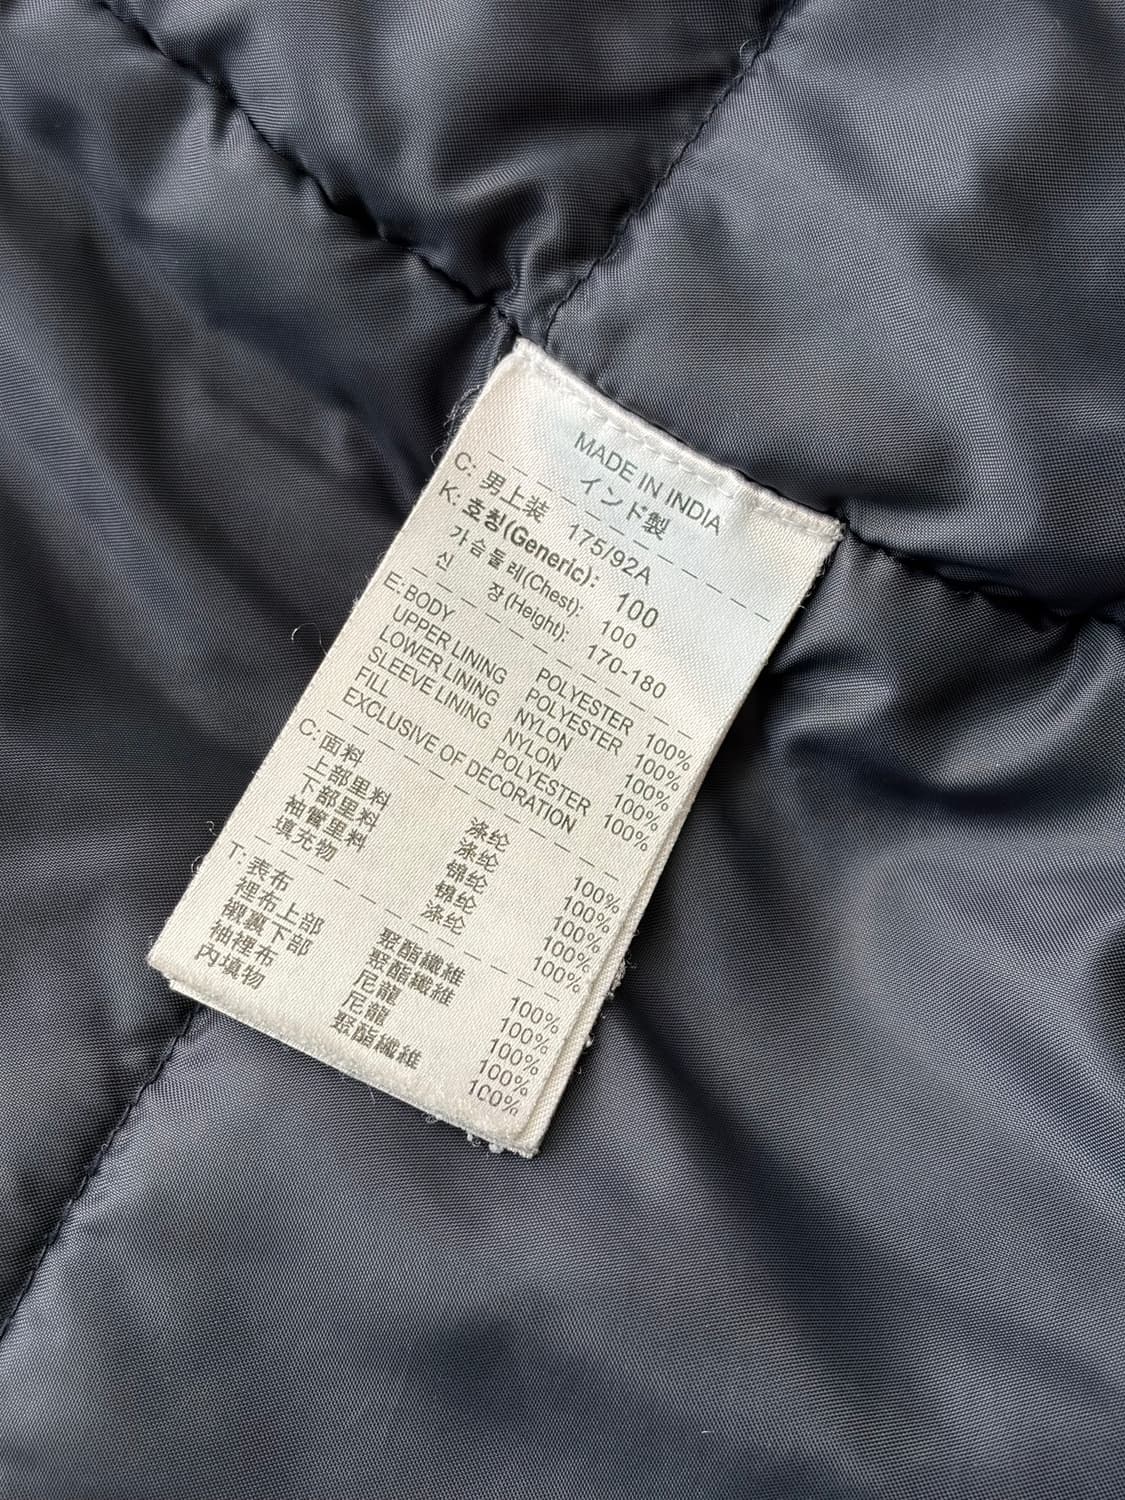 MADE IN INDIA
インド製
C: 男上装 175/92A
K: 호칭(Generic): 100
가슴둘레(Chest): 100
신 장(Height): 170-180
E: BODY POLYESTER 100%
UPPER LINING POLYESTER 100%
LOWER LINING NYLON 100%
SLEEVE LINING NYLON 100%
FILL POLYESTER 100%
EXCLUSIVE OF DECORATION
C: 面料 涤纶 100%
上部里料 涤纶 100%
下部里料 锦纶 100%
袖管里料 锦纶 100%
填充物 涤纶 100%
T: 表布 聚酯纖維 100%
裡布上部 聚酯纖維 100%
襯裏下部 尼龍 100%
袖裡布 尼龍 100%
內填物 聚酯纖維 100%